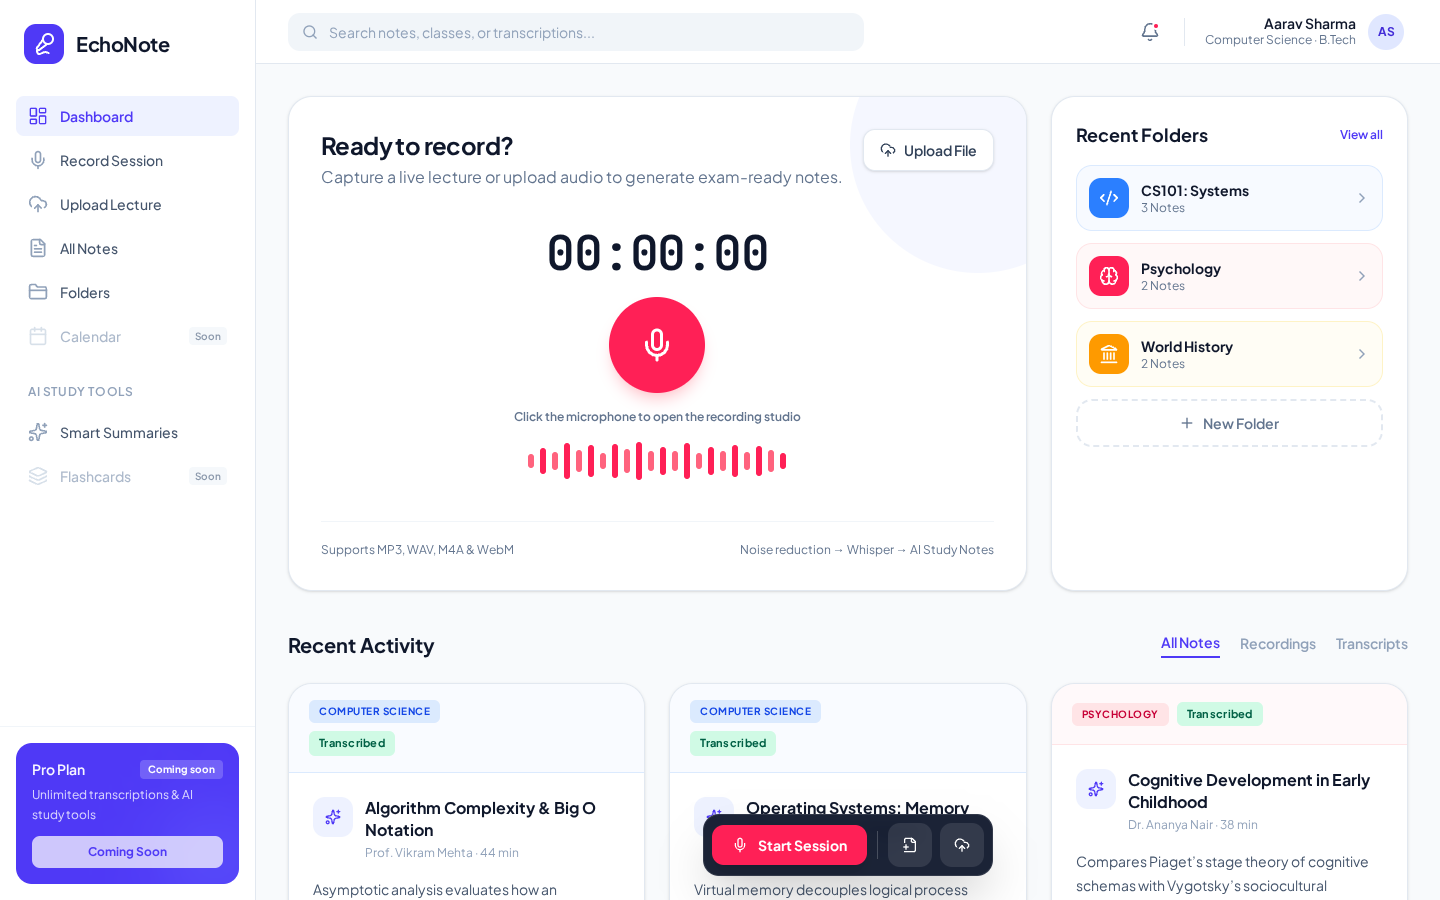 EchoNote
Dashboard
Record Session
Upload Lecture
All Notes
Folders
Calendar
Soon
AI STUDY TOOLS
Smart Summaries
Flashcards
Soon
Pro Plan
Coming soon
Unlimited transcriptions & AI
study tools
Coming Soon
Search notes, classes, or transcriptions...
Aarav Sharma
Computer Science · B.Tech
AS
Ready to record?
Capture a live lecture or upload audio to generate exam-ready notes.
Upload File
00:00:00
Click the microphone to open the recording studio
Supports MP3, WAV, M4A & WebM
Noise reduction → Whisper → AI Study Notes
Recent Folders
View all
CS101: Systems
3 Notes
Psychology
2 Notes
World History
2 Notes
New Folder
Recent Activity
All Notes
Recordings
Transcripts
COMPUTER SCIENCE
Transcribed
Algorithm Complexity & Big O
Notation
Prof. Vikram Mehta · 44 min
Asymptotic analysis evaluates how an
COMPUTER SCIENCE
Transcribed
Operating Systems: Memory
Virtual memory decouples logical process
PSYCHOLOGY
Transcribed
Cognitive Development in Early
Childhood
Dr. Ananya Nair · 38 min
Compares Piaget's stage theory of cognitive
schemas with Vygotsky's sociocultural
Start Session